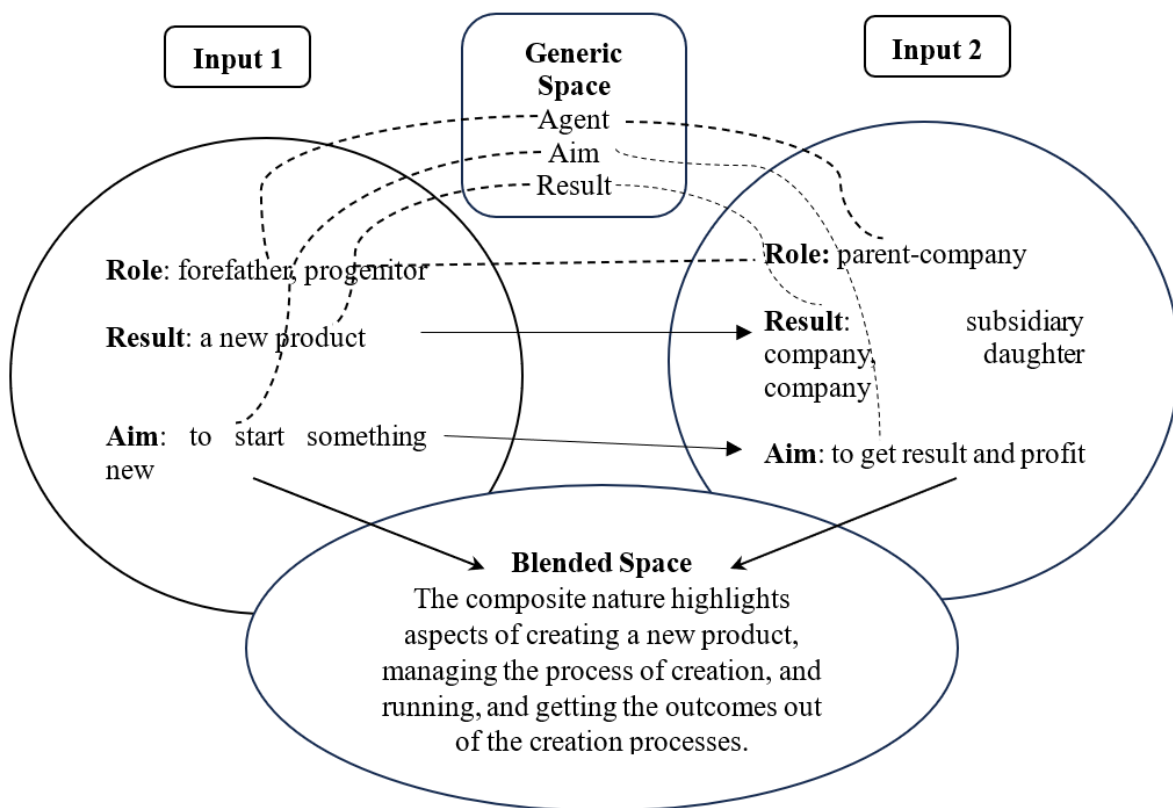 Input 1
Generic
Space
Agent
Aim
Result
Input 2
Role: forefather, progenitor
Result: a new product
Aim: to start something
new
Role: parent-company
Result: subsidiary
company, daughter
company
Aim: to get result and profit
Blended Space
The composite nature highlights
aspects of creating a new product,
managing the process of creation, and
running, and getting the outcomes out
of the creation processes.